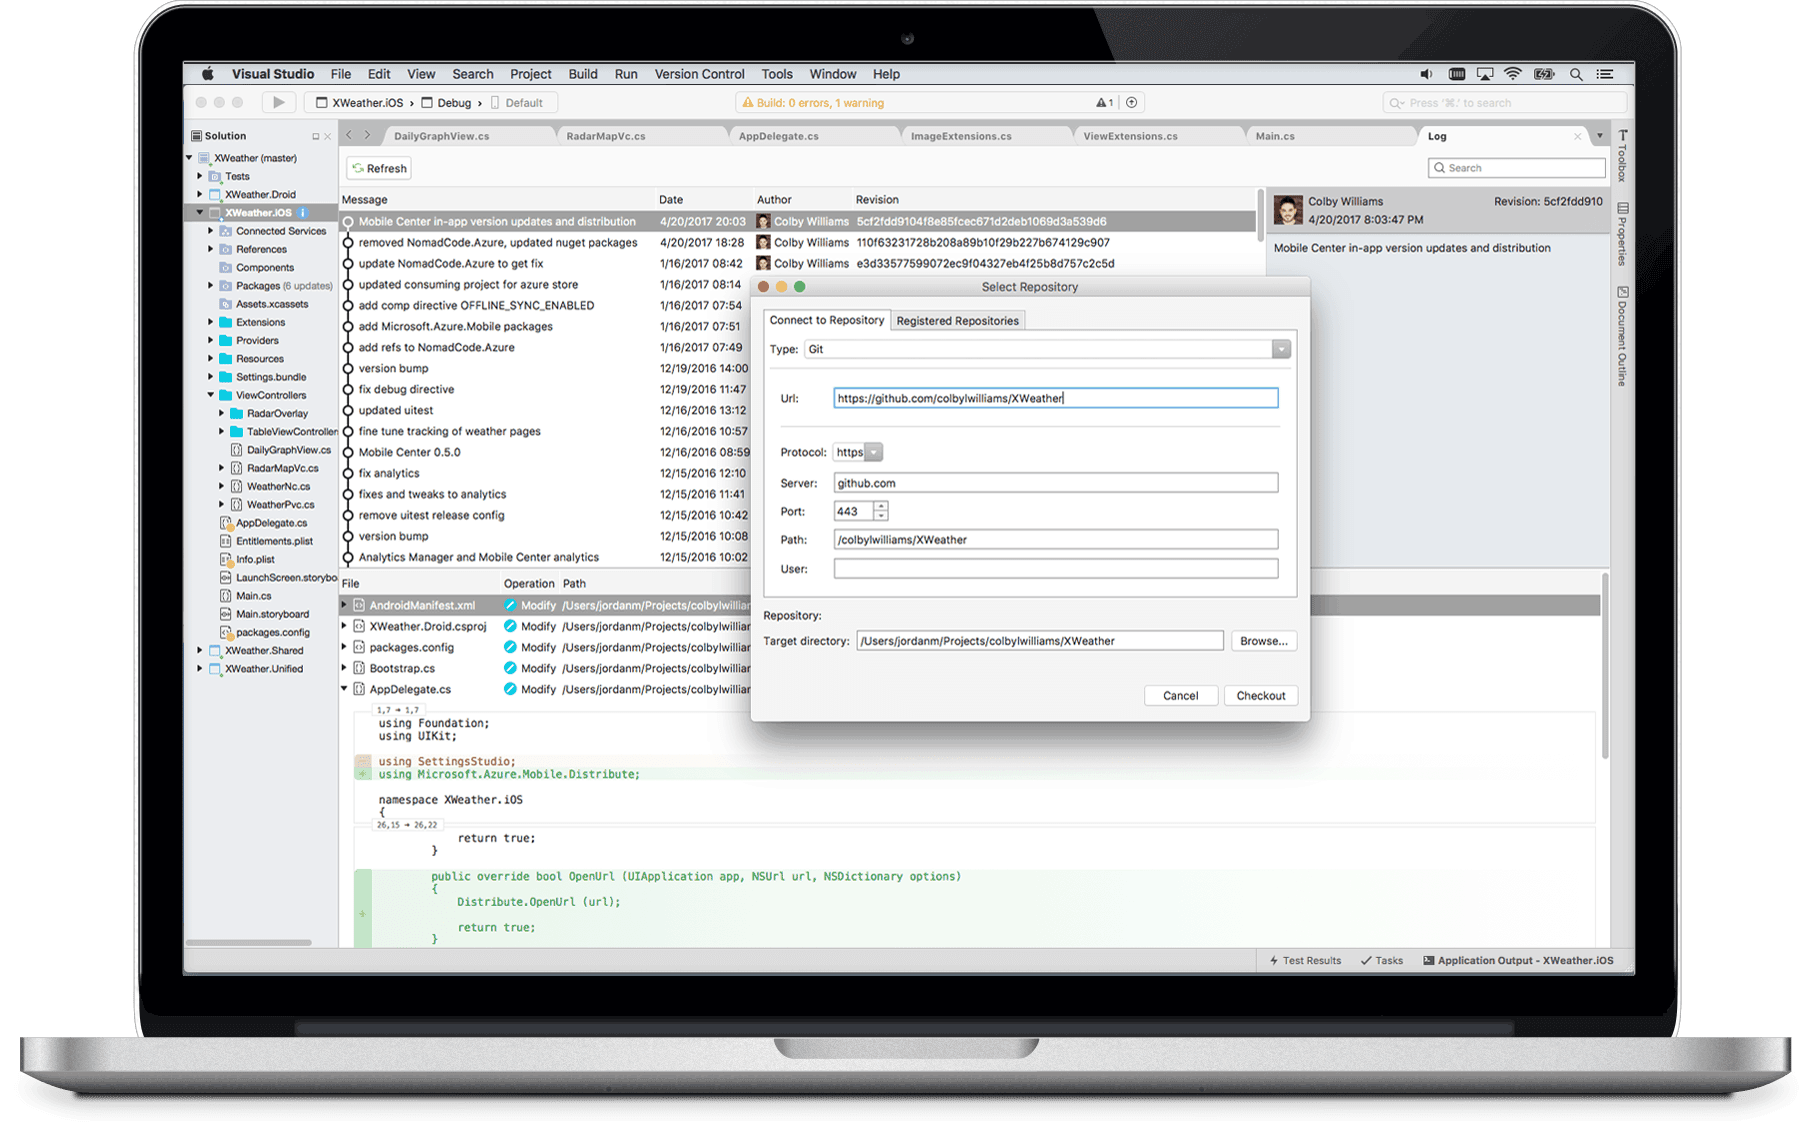 Visual Studio File Edit View Search Project Build Run Version Control Tools Window Help
XWeather.iOS › Debug › Default
Build: 0 errors, 1 warning
1
Press '⌘.' to search
Solution
XWeather (master)
Tests
XWeather.Droid
XWeather.iOS
Connected Services
References
Components
Packages (6 updates)
Assets.xcassets
Extensions
Providers
Resources
Settings.bundle
ViewControllers
RadarOverlay
TableViewController
DailyGraphView.cs
RadarMapVc.cs
WeatherNc.cs
WeatherPvc.cs
AppDelegate.cs
Entitlements.plist
Info.plist
LaunchScreen.storybo
Main.cs
Main.storyboard
packages.config
XWeather.Shared
XWeather.Unified
DailyGraphView.cs RadarMapVc.cs AppDelegate.cs ImageExtensions.cs ViewExtensions.cs Main.cs Log
Refresh
Search
Message Date Author Revision
Mobile Center in-app version updates and distribution 4/20/2017 20:03 Colby Williams 5cf2fdd9104f8e85fcec671d2deb1069d3a539d6
removed NomadCode.Azure, updated nuget packages 4/20/2017 18:28 Colby Williams 110f63231728b208a89b10f29b227b674129c907
update NomadCode.Azure to get fix 1/16/2017 08:42 Colby Williams e3d33577599072ec9f04327eb4f25b8d757c2c5d
updated consuming project for azure store 1/16/2017 08:14
add comp directive OFFLINE_SYNC_ENABLED 1/16/2017 07:54
add Microsoft.Azure.Mobile packages 1/16/2017 07:51
add refs to NomadCode.Azure 1/16/2017 07:49
version bump 12/19/2016 14:00
fix debug directive 12/19/2016 11:47
updated uitest 12/16/2016 13:12
fine tune tracking of weather pages 12/16/2016 10:57
Mobile Center 0.5.0 12/16/2016 08:59
fix analytics 12/15/2016 12:10
fixes and tweaks to analytics 12/15/2016 11:41
remove uitest release config 12/15/2016 10:42
version bump 12/15/2016 10:08
Analytics Manager and Mobile Center analytics 12/15/2016 10:02
Colby Williams Revision: 5cf2fdd910
4/20/2017 8:03:47 PM
Mobile Center in-app version updates and distribution
Toolbox
Properties
Document Outline
Select Repository
Connect to Repository Registered Repositories
Type: Git
Url: https://github.com/colbylwilliams/XWeather
Protocol: https
Server: github.com
Port: 443
Path: /colbylwilliams/XWeather
User:
Repository:
Target directory: /Users/jordanm/Projects/colbylwilliams/XWeather Browse...
Cancel Checkout
File Operation Path
AndroidManifest.xml Modify /Users/jordanm/Projects/colbylwilliar
XWeather.Droid.csproj Modify /Users/jordanm/Projects/colbylwilliar
packages.config Modify /Users/jordanm/Projects/colbylwilliar
Bootstrap.cs Modify /Users/jordanm/Projects/colbylwilliar
AppDelegate.cs Modify /Users/jordanm/Projects/colbylwilliar
1,7 → 1,7
using Foundation;
using UIKit;
using SettingsStudio;
using Microsoft.Azure.Mobile.Distribute;
namespace XWeather.iOS
{
26,15 → 26,22
return true;
}
public override bool OpenUrl (UIApplication app, NSUrl url, NSDictionary options)
{
Distribute.OpenUrl (url);
return true;
}
Test Results Tasks Application Output - XWeather.iOS